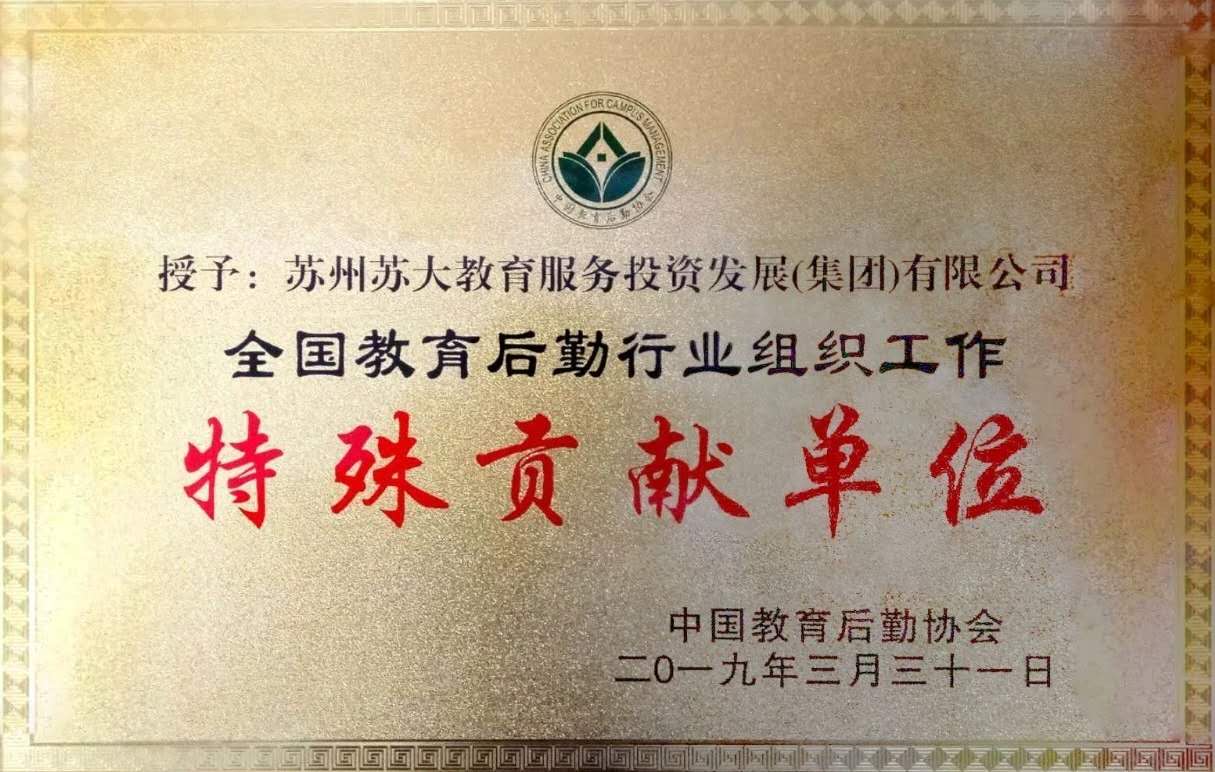 CHINA ASSOCIATION FOR CAMPUS MANAGEMENT
中国教育后勤协会
授予：苏州苏大教育服务投资发展(集团)有限公司
全国教育后勤行业组织工作
特殊贡献单位
中国教育后勤协会
二〇一九年三月三十一日